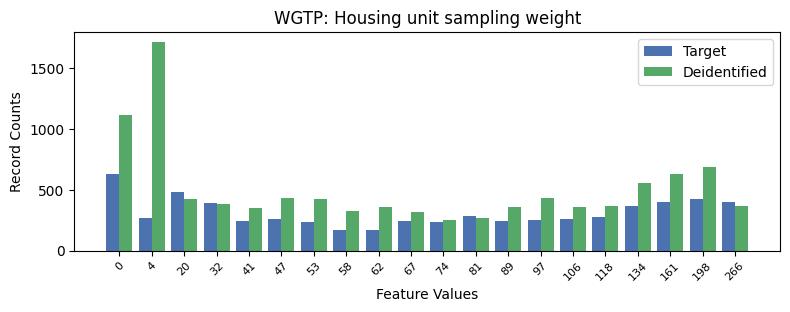 WGTP: Housing unit sampling weight
Target
Deidentified
Record Counts
1500
1000
500
0
0 4 20 32 41 47 53 58 62 67 74 81 89 97 106 118 134 161 198 266
Feature Values